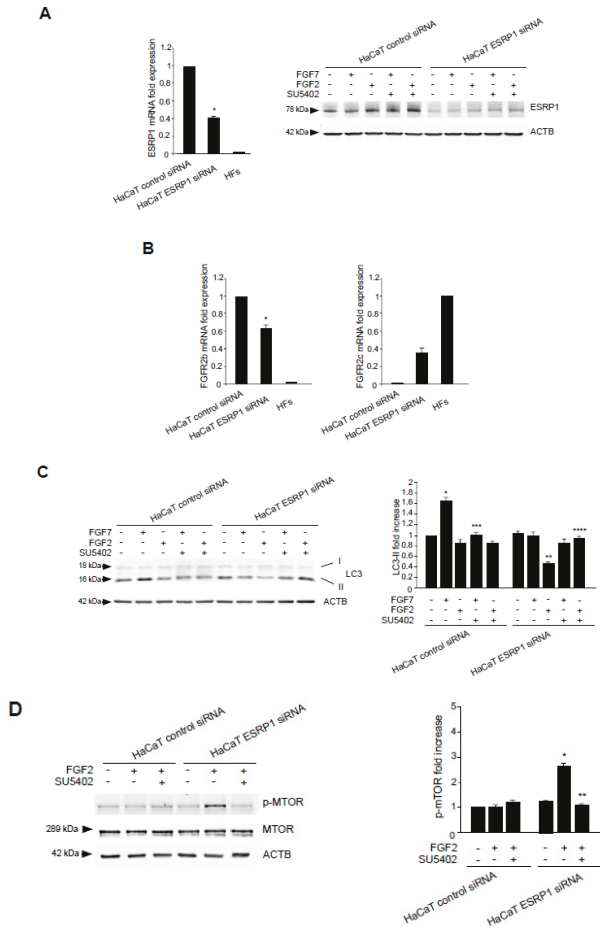 A
ESRP1 mRNA fold expression
1.2
1
0.8
0.6
0.4
0.2
0
*
HaCaT control siRNA
HaCaT ESRP1 siRNA
HFs
HaCaT control siRNA
HaCaT ESRP1 siRNA
FGF7 - + - + - - + - + -
FGF2 - - + - + - - + - +
SU5402 - - - + + - - - + +
78 kDa ESRP1
42 kDa ACTB
B
FGFR2b mRNA fold expression
1.2
1
0.8
0.6
0.4
0.2
0
*
HaCaT control siRNA
HaCaT ESRP1 siRNA
HFs
FGFR2c mRNA fold expression
1.2
1
0.8
0.6
0.4
0.2
0
HaCaT control siRNA
HaCaT ESRP1 siRNA
HFs
C
HaCaT control siRNA
HaCaT ESRP1 siRNA
FGF7 - + - + - - + - + -
FGF2 - - + - + - - + - +
SU5402 - - - + + - - - + +
18 kDa I
LC3
16 kDa II
42 kDa ACTB
LC3-II fold increase
1.8
1.6
1.4
1.2
1
0.8
0.6
0.4
0.2
0
* *** ** ****
FGF7 - + - + - - + - + -
FGF2 - - + - + - - + - +
SU5402 - - - + + - - - + +
HaCaT control siRNA
HaCaT ESRP1 siRNA
D
HaCaT control siRNA
HaCaT ESRP1 siRNA
FGF2 - + + - + +
SU5402 - - + - - +
p-MTOR
289 kDa MTOR
42 kDa ACTB
p-mTOR fold increase
5
4
3
2
1
0
*
**
FGF2 - + + - + +
SU5402 - - + - - +
HaCaT control siRNA
HaCaT ESRP1 siRNA